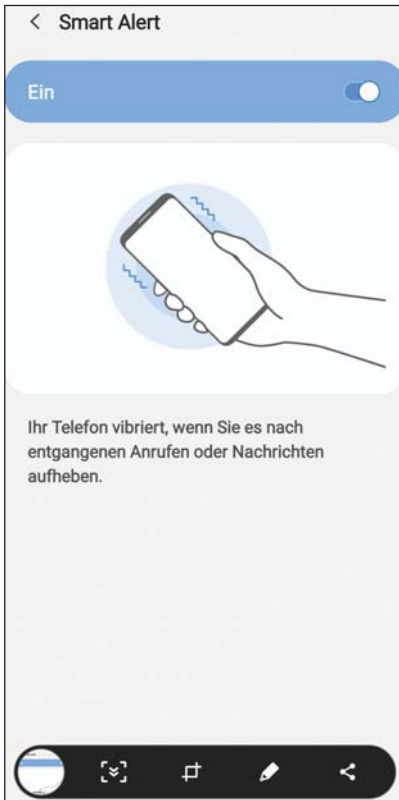 Smart Alert
Ein
Ihr Telefon vibriert, wenn Sie es nach
entgangenen Anrufen oder Nachrichten
aufheben.